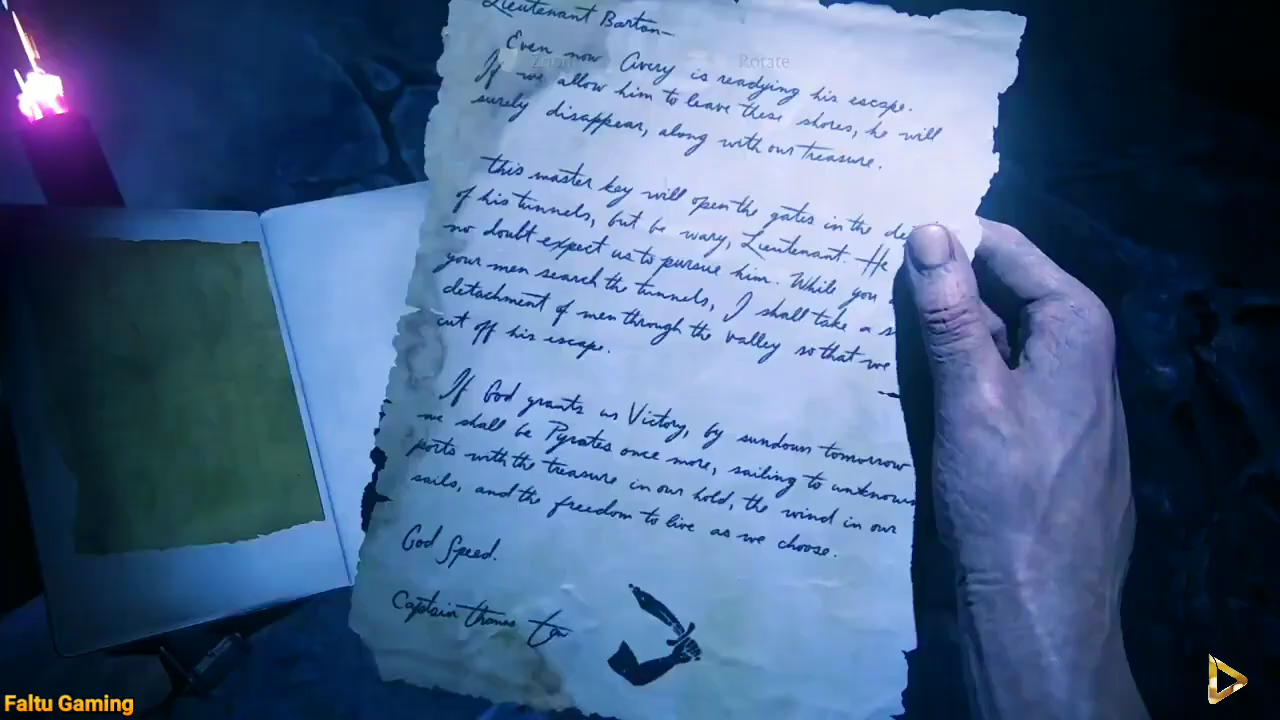 Lieutenant Barton-
Even now Avery is readying his escape.
If we allow him to leave these shores, he will
surely disappear, along with our treasure.
Zoom Rotate
this master key will open the gates in the
of his tunnels, but be wary, Lieutenant. He
no doubt expect us to pursue him. While you
your men search the tunnels, I shall take a
detachment of men through the valley so that we
cut off his escape.
If God grants us Victory, by sundown tomorrow
we shall be Pyrates once more, sailing to unknown
ports with the treasure in our hold, the wind in our
sails, and the freedom to live as we choose.
God Speed.
Captain Thomas Tew
Faltu Gaming